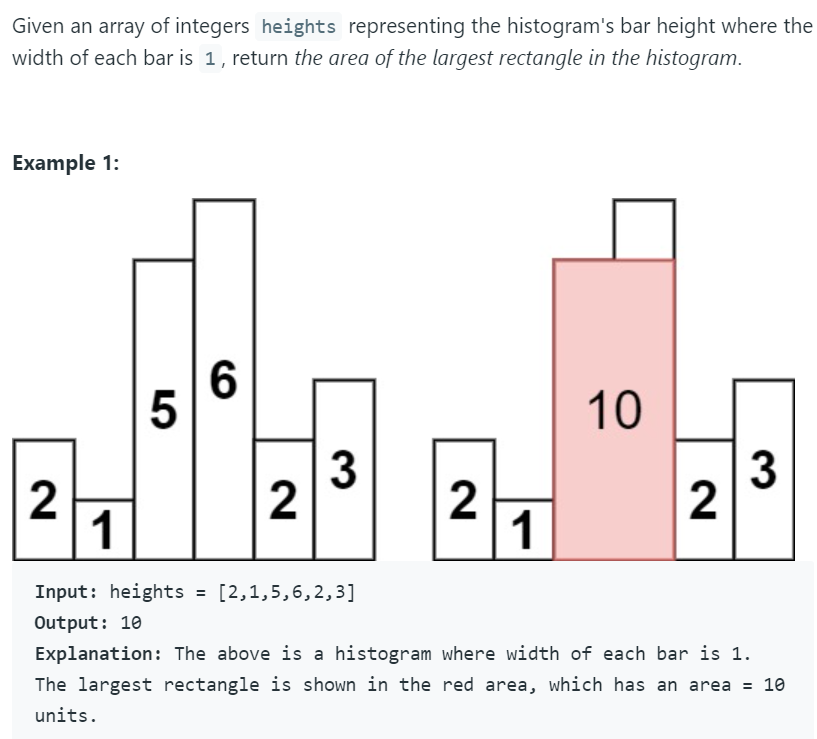 Given an array of integers heights representing the histogram's bar height where the
width of each bar is 1, return the area of the largest rectangle in the histogram.
Example 1:
2
1
5
6
2
3
2
1
10
2
3
Input: heights = [2,1,5,6,2,3]
Output: 10
Explanation: The above is a histogram where width of each bar is 1.
The largest rectangle is shown in the red area, which has an area = 10
units.